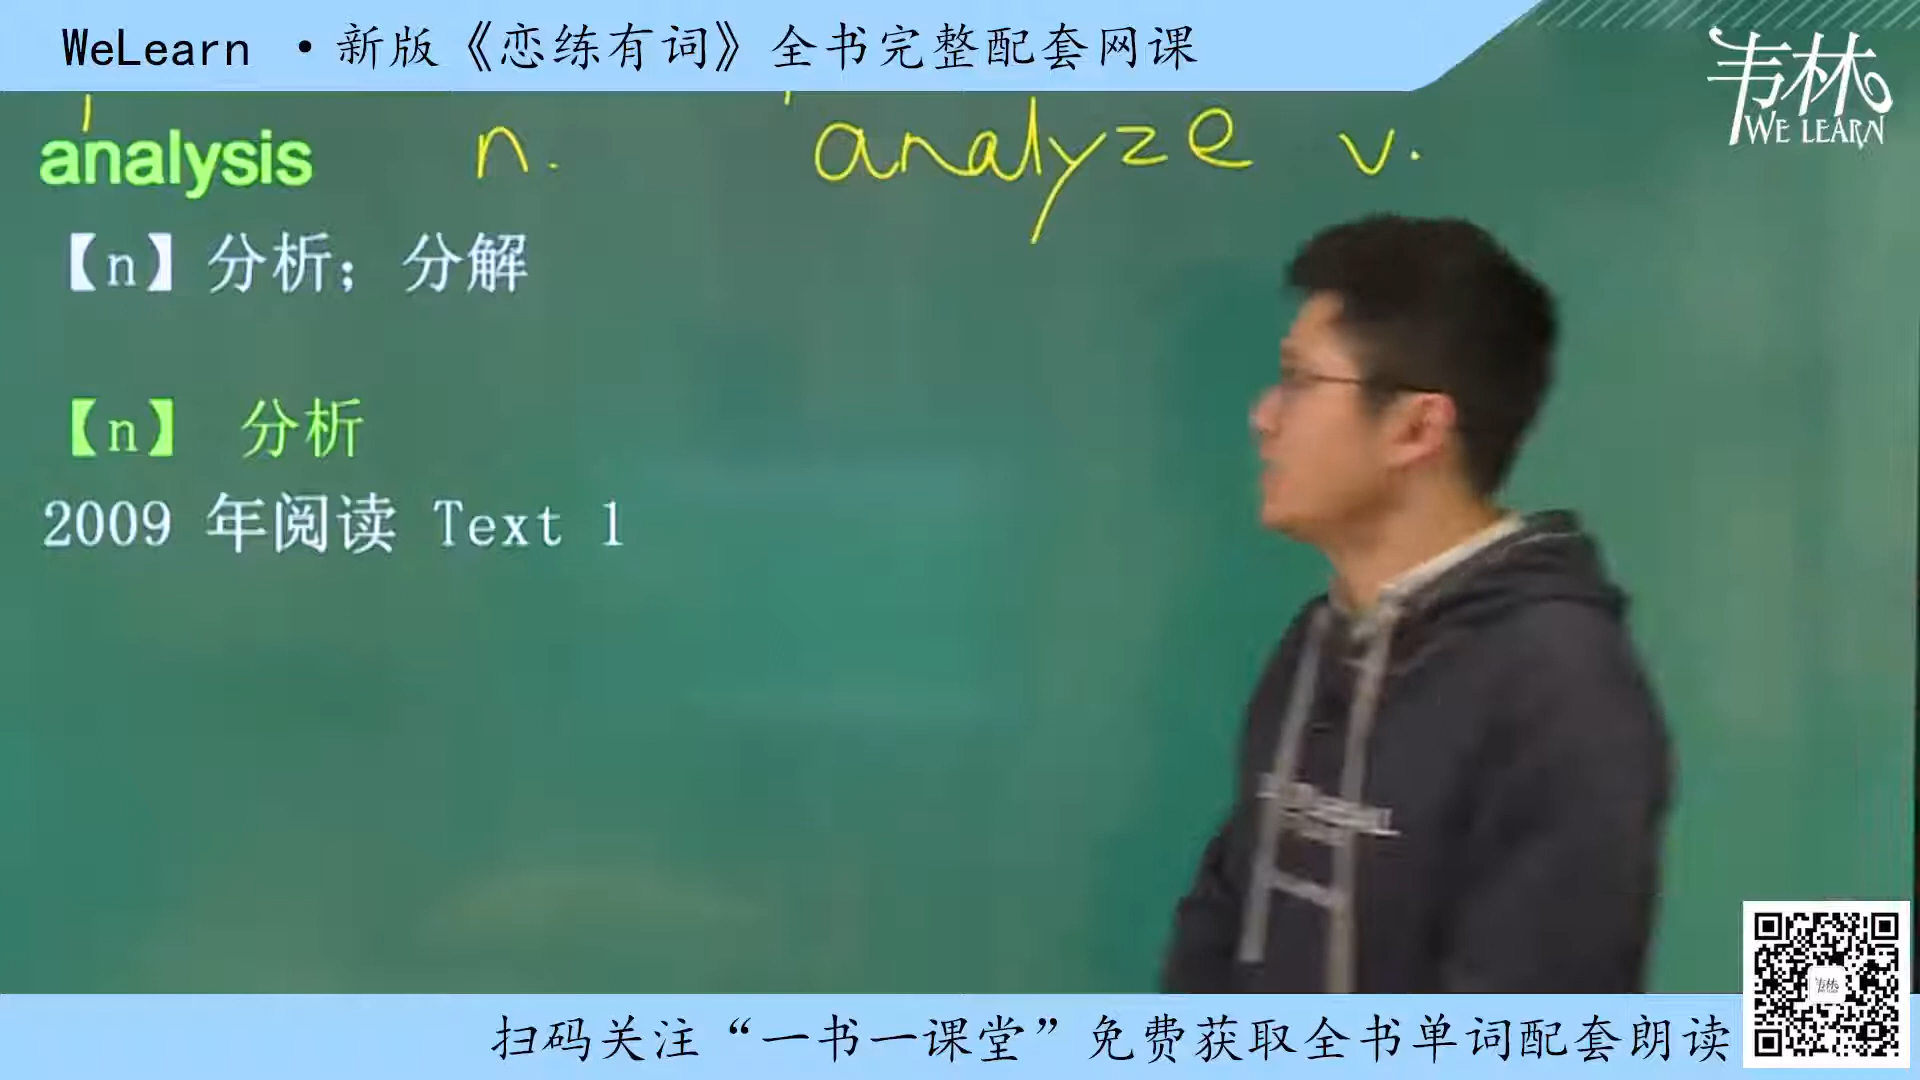 WeLearn ·新版《恋练有词》全书完整配套网课
韦林
WE LEARN
analysis n. analyze v.
【n】分析；分解
【n】 分析
2009 年阅读 Text 1
扫码关注“一书一课堂”免费获取全书单词配套朗读